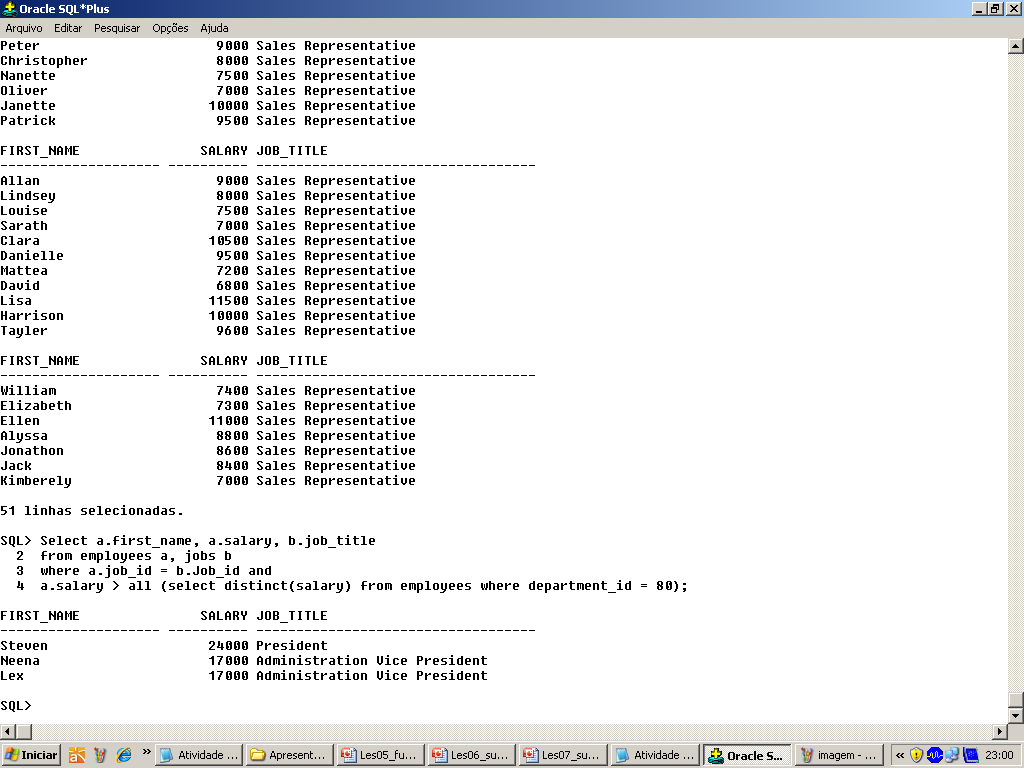 Oracle SQL*Plus
Arquivo Editar Pesquisar Opções Ajuda
Peter 9000 Sales Representative
Christopher 8000 Sales Representative
Nanette 7500 Sales Representative
Oliver 7000 Sales Representative
Janette 10000 Sales Representative
Patrick 9500 Sales Representative
FIRST_NAME SALARY JOB_TITLE
-------------------- ---------- -----------------------------------
Allan 9000 Sales Representative
Lindsey 8000 Sales Representative
Louise 7500 Sales Representative
Sarath 7000 Sales Representative
Clara 10500 Sales Representative
Danielle 9500 Sales Representative
Mattea 7200 Sales Representative
David 6800 Sales Representative
Lisa 11500 Sales Representative
Harrison 10000 Sales Representative
Tayler 9600 Sales Representative
FIRST_NAME SALARY JOB_TITLE
-------------------- ---------- -----------------------------------
William 7400 Sales Representative
Elizabeth 7300 Sales Representative
Ellen 11000 Sales Representative
Alyssa 8800 Sales Representative
Jonathon 8600 Sales Representative
Jack 8400 Sales Representative
Kimberely 7000 Sales Representative
51 linhas selecionadas.
SQL> Select a.first_name, a.salary, b.job_title
2 from employees a, jobs b
3 where a.job_id = b.Job_id and
4 a.salary > all (select distinct(salary) from employees where department_id = 80);
FIRST_NAME SALARY JOB_TITLE
-------------------- ---------- -----------------------------------
Steven 24000 President
Neena 17000 Administration Vice President
Lex 17000 Administration Vice President
SQL>
Iniciar » Atividade ... Apresent... Les05_fu... Les06_su... Les07_su... Atividade ... Oracle S... imagem - ... « 23:00